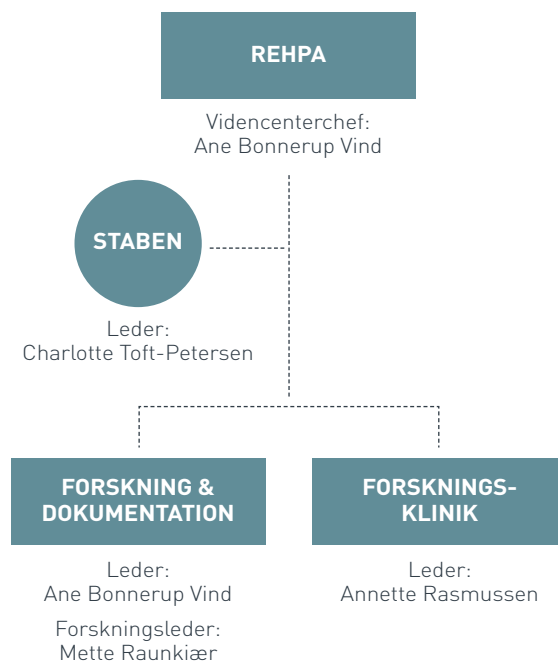 REHPA
Videncenterchef:
Ane Bonnerup Vind
STABEN
Leder:
Charlotte Toft-Petersen
FORSKNING &
DOKUMENTATION
Leder:
Ane Bonnerup Vind
Forskningsleder:
Mette Raunkiær
FORSKNINGS-
KLINIK
Leder:
Annette Rasmussen